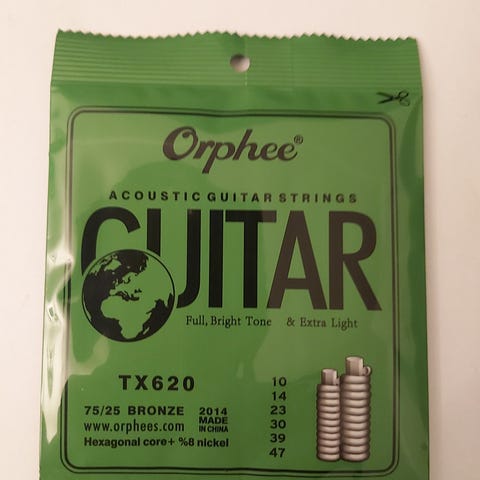 Orphee®
ACOUSTIC GUITAR STRINGS
GUITAR
Full, Bright Tone & Extra Light
TX620
75/25 BRONZE
www.orphees.com
Hexagonal core+ %8 nickel
2014
MADE
IN CHINA
10
14
23
30
39
47